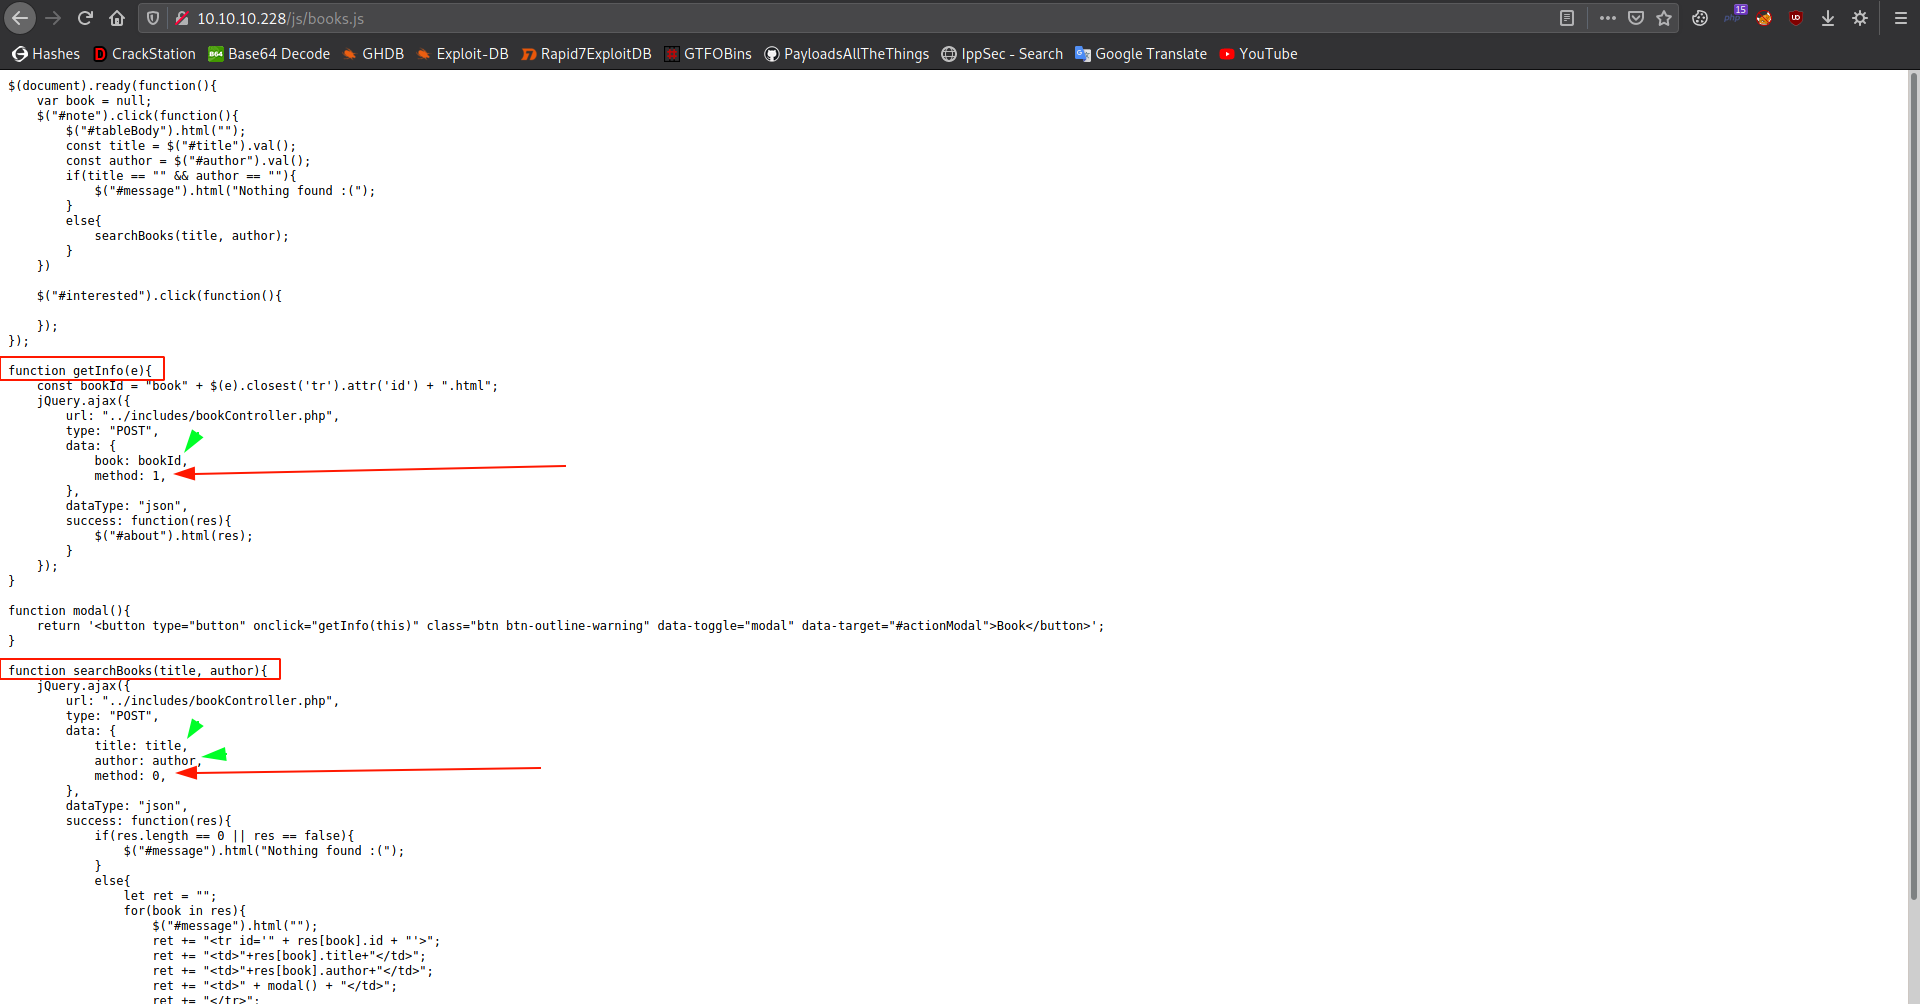 10.10.10.228/js/books.js
php
15
UD
Hashes
D CrackStation
B64 Base64 Decode
GHDB
Exploit-DB
Rapid7ExploitDB
GTFOBins
PayloadsAllTheThings
IppSec - Search
Google Translate
YouTube
$(document).ready(function(){
    var book = null;
    $("#note").click(function(){
        $("#tableBody").html("");
        const title = $("#title").val();
        const author = $("#author").val();
        if(title == "" && author == ""){
            $("#message").html("Nothing found :(");
        }
        else{
            searchBooks(title, author);
        }
    })
    $("#interested").click(function(){
    });
});
function getInfo(e){
    const bookId = "book" + $(e).closest('tr').attr('id') + ".html";
    jQuery.ajax({
        url: "../includes/bookController.php",
        type: "POST",
        data: {
            book: bookId,
            method: 1,
        },
        dataType: "json",
        success: function(res){
            $("#about").html(res);
        }
    });
}
function modal(){
    return '<button type="button" onclick="getInfo(this)" class="btn btn-outline-warning" data-toggle="modal" data-target="#actionModal">Book</button>';
}
function searchBooks(title, author){
    jQuery.ajax({
        url: "../includes/bookController.php",
        type: "POST",
        data: {
            title: title,
            author: author,
            method: 0,
        },
        dataType: "json",
        success: function(res){
            if(res.length == 0 || res == false){
                $("#message").html("Nothing found :(");
            }
            else{
                let ret = "";
                for(book in res){
                    $("#message").html("");
                    ret += "<tr id='" + res[book].id + "'>";
                    ret += "<td>"+res[book].title+"</td>";
                    ret += "<td>"+res[book].author+"</td>";
                    ret += "<td>" + modal() + "</td>";
                    ret += "</tr>";